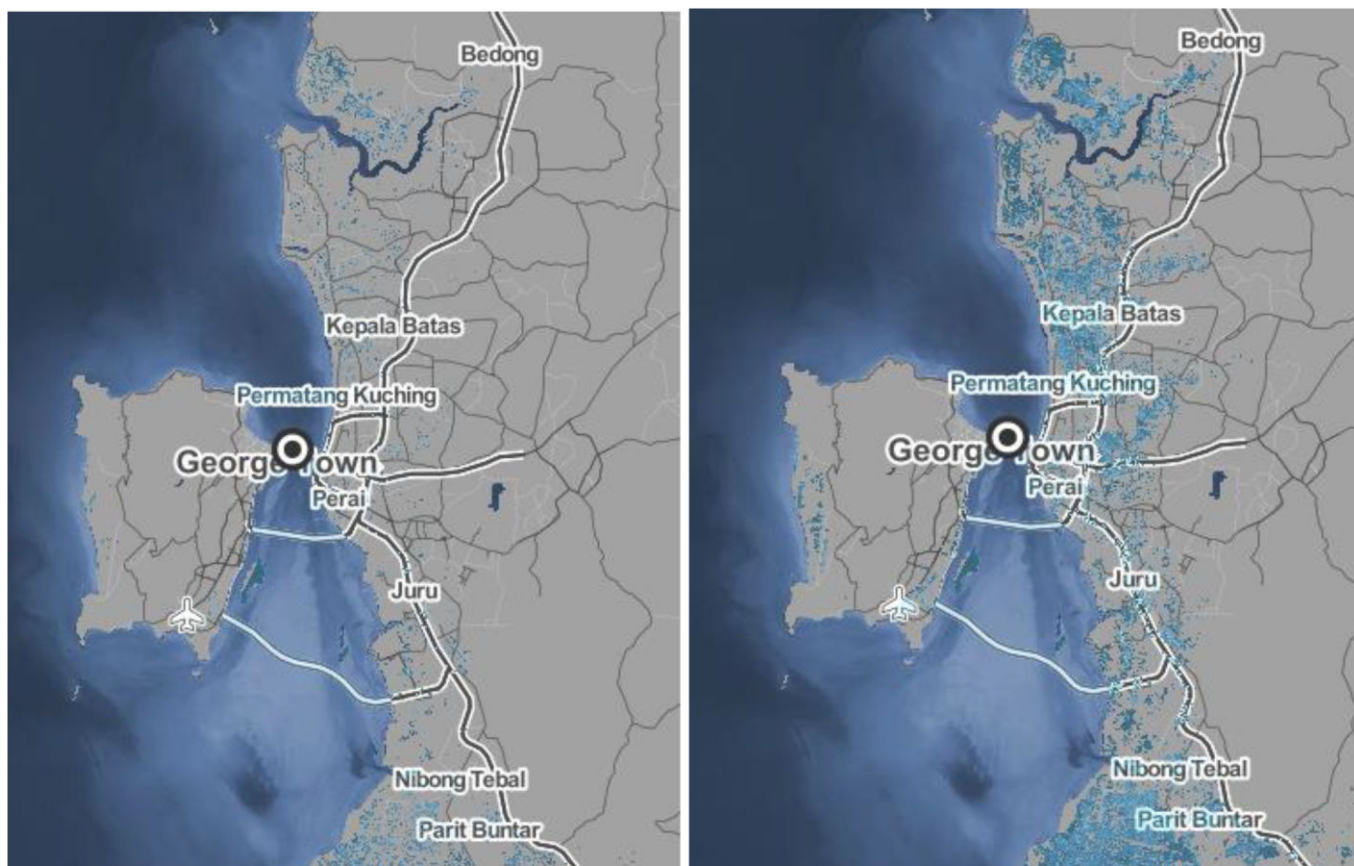 Bedong
Kepala Batas
Permatang Kuching
George Town
Perai
Juru
Nibong Tebal
Parit Buntar
Bedong
Kepala Batas
Permatang Kuching
George Town
Perai
Juru
Nibong Tebal
Parit Buntar